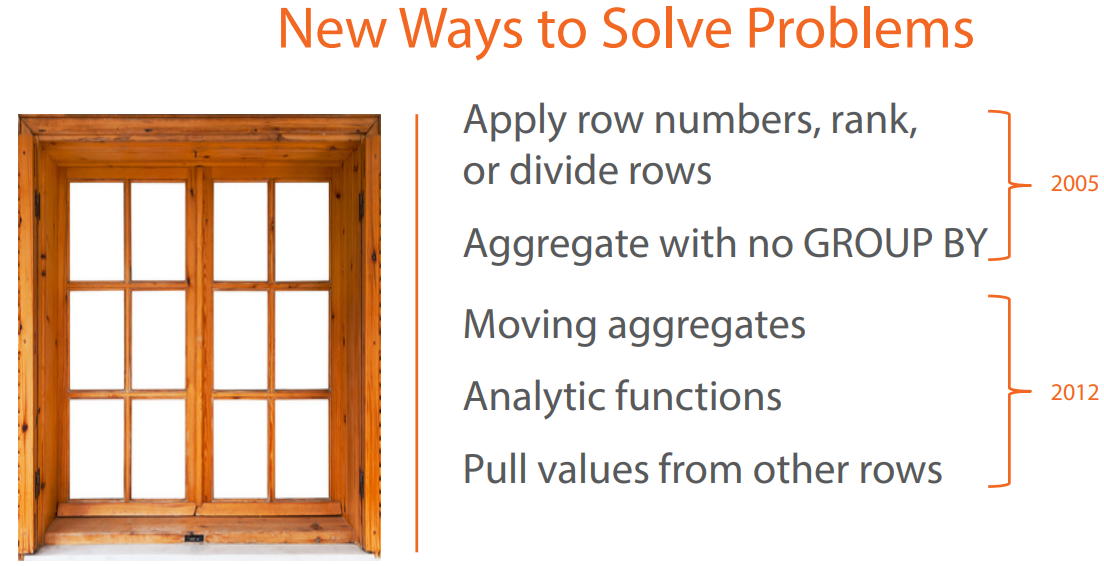 New Ways to Solve Problems
Apply row numbers, rank,
or divide rows
Aggregate with no GROUP BY
2005
Moving aggregates
Analytic functions
Pull values from other rows
2012